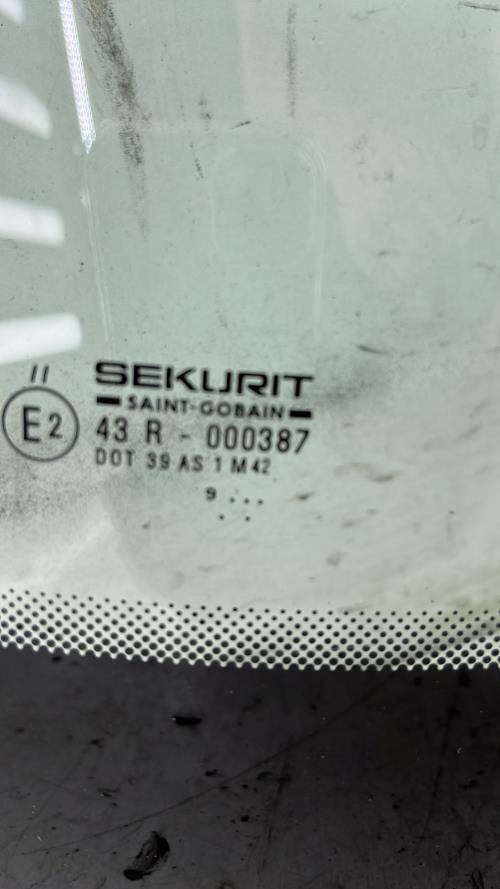 SEKURIT
SAINT-GOBAIN
II
E2
43 R - 000387
DOT 39 AS 1 M42
9 ...
..